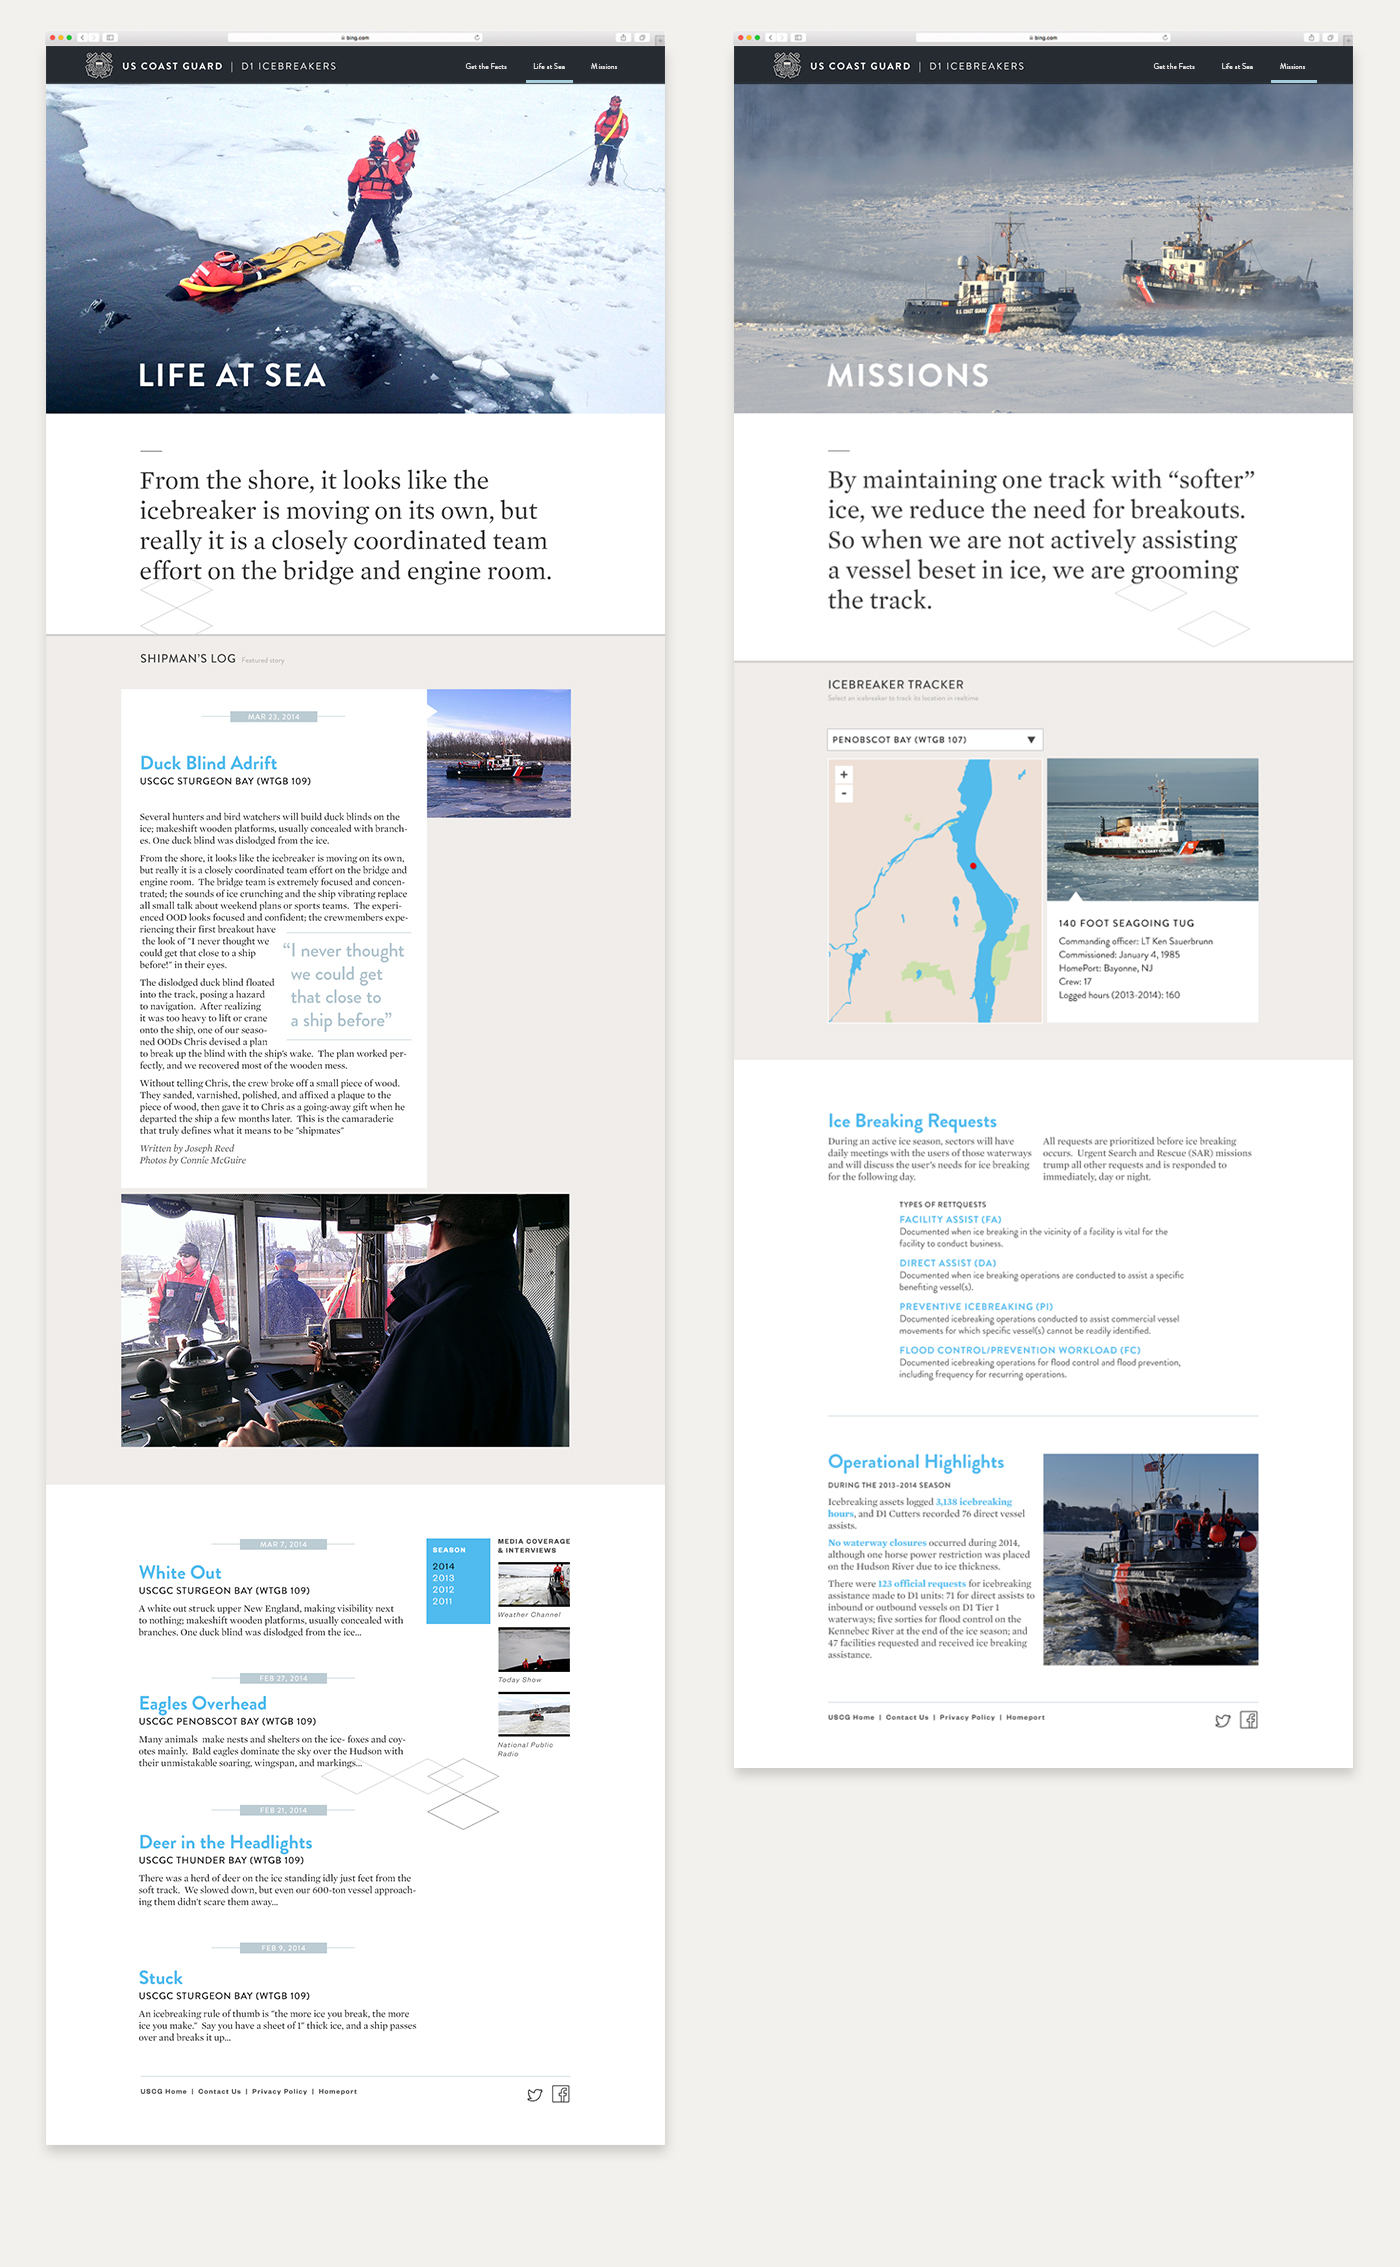 bing.com
US COAST GUARD | D1 ICEBREAKERS
Get the Facts
Life at Sea
Missions
LIFE AT SEA
From the shore, it looks like the
icebreaker is moving on its own, but
really it is a closely coordinated team
effort on the bridge and engine room.
SHIPMAN'S LOG Featured story
MAR 23, 2014
Duck Blind Adrift
USCGC STURGEON BAY (WTGB 109)
Several hunters and bird watchers will build duck blinds on the
ice; makeshift wooden platforms, usually concealed with branch-
es. One duck blind was dislodged from the ice.
From the shore, it looks like the icebreaker is moving on its own,
but really it is a closely coordinated team effort on the bridge and
engine room. The bridge team is extremely focused and concen-
trated; the sounds of ice crunching and the ship vibrating replace
all small talk about weekend plans or sports teams. The experi-
enced OOD looks focused and confident; the crewmembers expe-
riencing their first breakout have
the look of "I never thought we
could get that close to a ship
before!" in their eyes.
The dislodged duck blind floated
into the track, posing a hazard
to navigation. After realizing
it was too heavy to lift or crane
onto the ship, one of our seaso-
ned OODs Chris devised a plan
to break up the blind with the ship's wake. The plan worked per-
fectly, and we recovered most of the wooden mess.
“I never thought
we could get
that close to
a ship before”
Without telling Chris, the crew broke off a small piece of wood.
They sanded, varnished, polished, and affixed a plaque to the
piece of wood, then gave it to Chris as a going-away gift when he
departed the ship a few months later. This is the camaraderie
that truly defines what it means to be "shipmates"
Written by Joseph Reed
Photos by Connie McGuire
MAR 7, 2014
White Out
USCGC STURGEON BAY (WTGB 109)
A white out struck upper New England, making visibility next
to nothing; makeshift wooden platforms, usually concealed with
branches. One duck blind was dislodged from the ice...
FEB 27, 2014
Eagles Overhead
USCGC PENOBSCOT BAY (WTGB 109)
Many animals make nests and shelters on the ice- foxes and coy-
otes mainly. Bald eagles dominate the sky over the Hudson with
their unmistakable soaring, wingspan, and markings...
FEB 21, 2014
Deer in the Headlights
USCGC THUNDER BAY (WTGB 109)
There was a herd of deer on the ice standing idly just feet from the
soft track. We slowed down, but even our 600-ton vessel approach-
ing them didn't scare them away...
FEB 9, 2014
Stuck
USCGC STURGEON BAY (WTGB 109)
An icebreaking rule of thumb is "the more ice you break, the more
ice you make." Say you have a sheet of 1" thick ice, and a ship passes
over and breaks it up...
SEASON
2014
2013
2012
2011
MEDIA COVERAGE
& INTERVIEWS
Weather Channel
Today Show
National Public
Radio
USCG Home | Contact Us | Privacy Policy | Homeport
bing.com
US COAST GUARD | D1 ICEBREAKERS
Get the Facts
Life at Sea
Missions
U.S. COAST GUARD
65609
U.S. COAST GUARD
MISSIONS
By maintaining one track with “softer”
ice, we reduce the need for breakouts.
So when we are not actively assisting
a vessel beset in ice, we are grooming
the track.
ICEBREAKER TRACKER
Select an icebreaker to track its location in realtime
PENOBSCOT BAY (WTGB 107)
+
-
U.S. COAST GUARD
140 FOOT SEAGOING TUG
Commanding officer: LT Ken Sauerbrunn
Commissioned: January 4, 1985
HomePort: Bayonne, NJ
Crew: 17
Logged hours (2013-2014): 160
Ice Breaking Requests
During an active ice season, sectors will have
daily meetings with the users of those waterways
and will discuss the user's needs for ice breaking
for the following day.
All requests are prioritized before ice breaking
occurs. Urgent Search and Rescue (SAR) missions
trump all other requests and is responded to
immediately, day or night.
TYPES OF RETTQUESTS
FACILITY ASSIST (FA)
Documented when ice breaking in the vicinity of a facility is vital for the
facility to conduct business.
DIRECT ASSIST (DA)
Documented when ice breaking operations are conducted to assist a specific
benefiting vessel(s).
PREVENTIVE ICEBREAKING (PI)
Documented icebreaking operations conducted to assist commercial vessel
movements for which specific vessel(s) cannot be readily identified.
FLOOD CONTROL/PREVENTION WORKLOAD (FC)
Documented icebreaking operations for flood control and flood prevention,
including frequency for recurring operations.
Operational Highlights
DURING THE 2013-2014 SEASON
Icebreaking assets logged 3,138 icebreaking
hours, and D1 Cutters recorded 76 direct vessel
assists.
No waterway closures occurred during 2014,
although one horse power restriction was placed
on the Hudson River due to ice thickness.
There were 123 official requests for icebreaking
assistance made to D1 units: 71 for direct assists to
inbound or outbound vessels on D1 Tier 1
waterways; five sorties for flood control on the
Kennebec River at the end of the ice season; and
47 facilities requested and received ice breaking
assistance.
USCG Home | Contact Us | Privacy Policy | Homeport